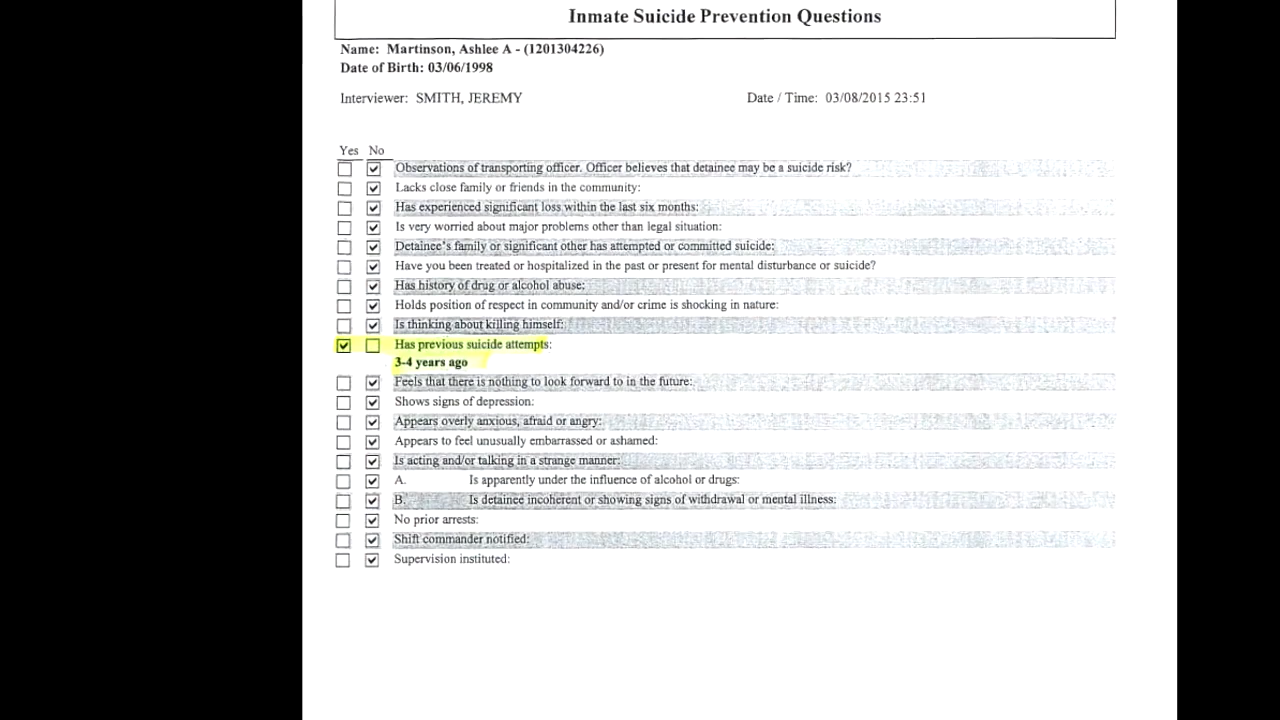 Inmate Suicide Prevention Questions
Name: Martinson, Ashlee A - (1201304226)
Date of Birth: 03/06/1998
Interviewer: SMITH, JEREMY Date / Time: 03/08/2015 23:51
Yes No
Observations of transporting officer. Officer believes that detainee may be a suicide risk?
Lacks close family or friends in the community:
Has experienced significant loss within the last six months:
Is very worried about major problems other than legal situation:
Detainee's family or significant other has attempted or committed suicide:
Have you been treated or hospitalized in the past or present for mental disturbance or suicide?
Has history of drug or alcohol abuse:
Holds position of respect in community and/or crime is shocking in nature:
Is thinking about killing himself:
Has previous suicide attempts:
3-4 years ago
Feels that there is nothing to look forward to in the future:
Shows signs of depression:
Appears overly anxious, afraid or angry:
Appears to feel unusually embarrassed or ashamed:
Is acting and/or talking in a strange manner:
A. Is apparently under the influence of alcohol or drugs:
B. Is detainee incoherent or showing signs of withdrawal or mental illness:
No prior arrests:
Shift commander notified:
Supervision instituted: